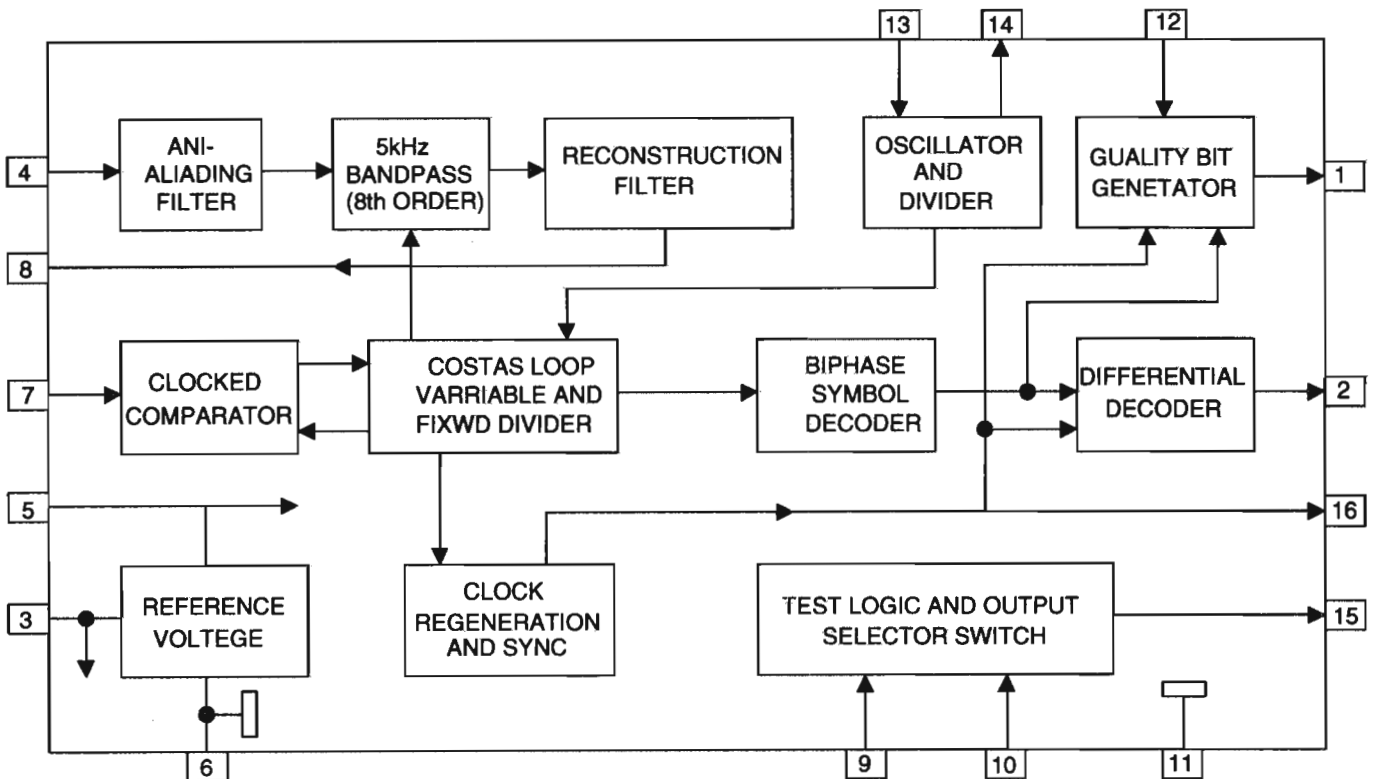 13
14
12
4
ANI-
ALIADING
FILTER
5kHz
BANDPASS
(8th ORDER)
RECONSTRUCTION
FILTER
OSCILLATOR
AND
DIVIDER
GUALITY BIT
GENETATOR
1
8
7
CLOCKED
COMPARATOR
COSTAS LOOP
VARRIABLE AND
FIXWD DIVIDER
BIPHASE
SYMBOL
DECODER
DIFFERENTIAL
DECODER
2
5
16
3
REFERENCE
VOLTEGE
CLOCK
REGENERATION
AND SYNC
TEST LOGIC AND OUTPUT
SELECTOR SWITCH
15
6
9
10
11